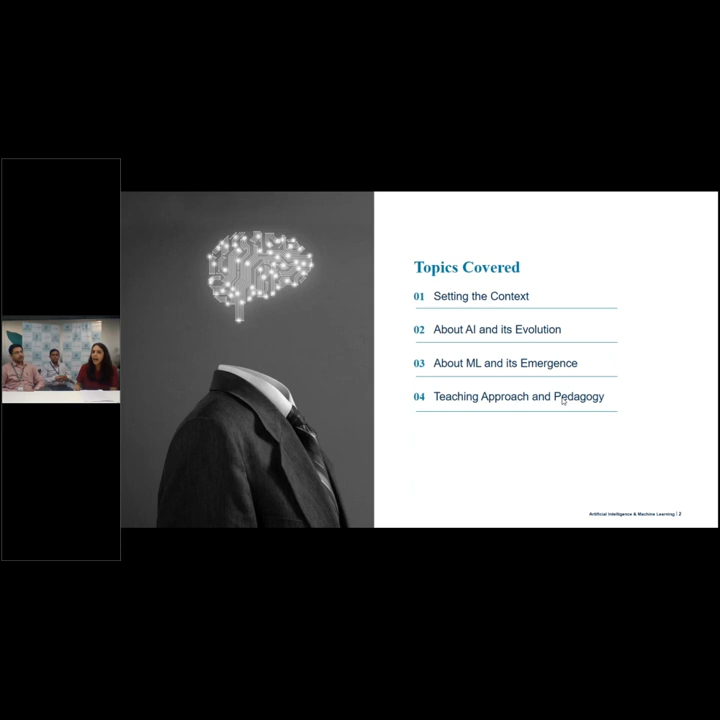 Topics Covered
01 Setting the Context
02 About AI and its Evolution
03 About ML and its Emergence
04 Teaching Approach and Pedagogy
Artificial Intelligence & Machine Learning | 2